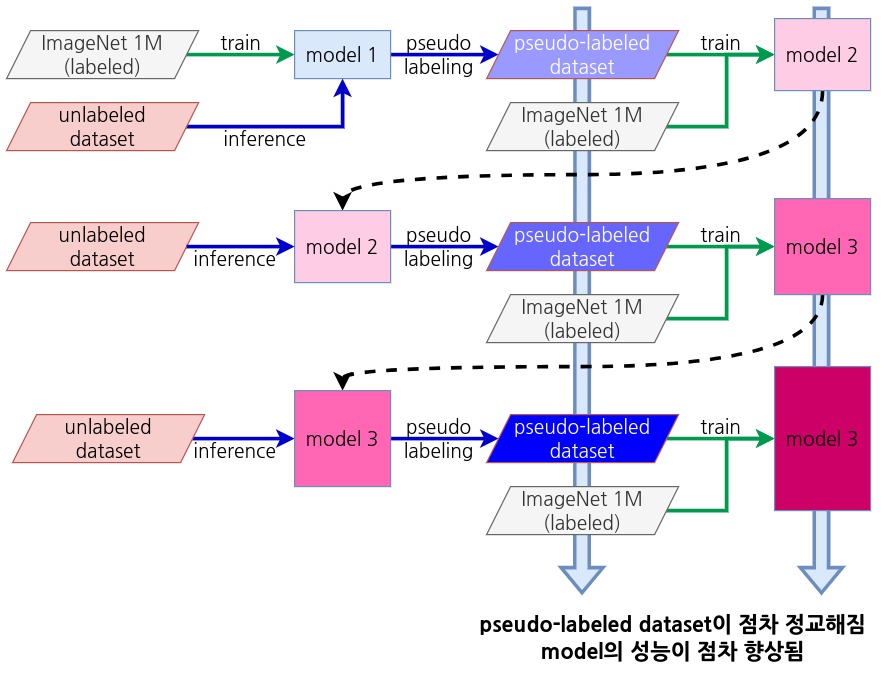 ImageNet 1M
(labeled)
train
model 1
pseudo
labeling
pseudo-labeled
dataset
train
model 2
unlabeled
dataset
inference
ImageNet 1M
(labeled)
unlabeled
dataset
inference
model 2
pseudo
labeling
pseudo-labeled
dataset
train
model 3
ImageNet 1M
(labeled)
unlabeled
dataset
inference
model 3
pseudo
labeling
pseudo-labeled
dataset
train
model 3
ImageNet 1M
(labeled)
pseudo-labeled dataset이 점차 정교해짐
model의 성능이 점차 향상됨